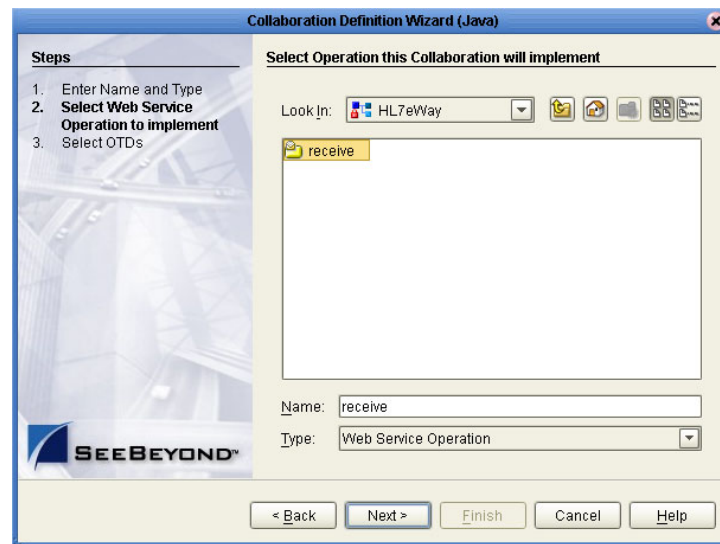 Collaboration Definition Wizard (Java)
Steps
1. Enter Name and Type
2. Select Web Service
Operation to implement
3. Select OTDs
SEEBEYOND™
Select Operation this Collaboration will implement
Look In: HL7eWay
receive
Name: receive
Type: Web Service Operation
< Back Next > Finish Cancel Help